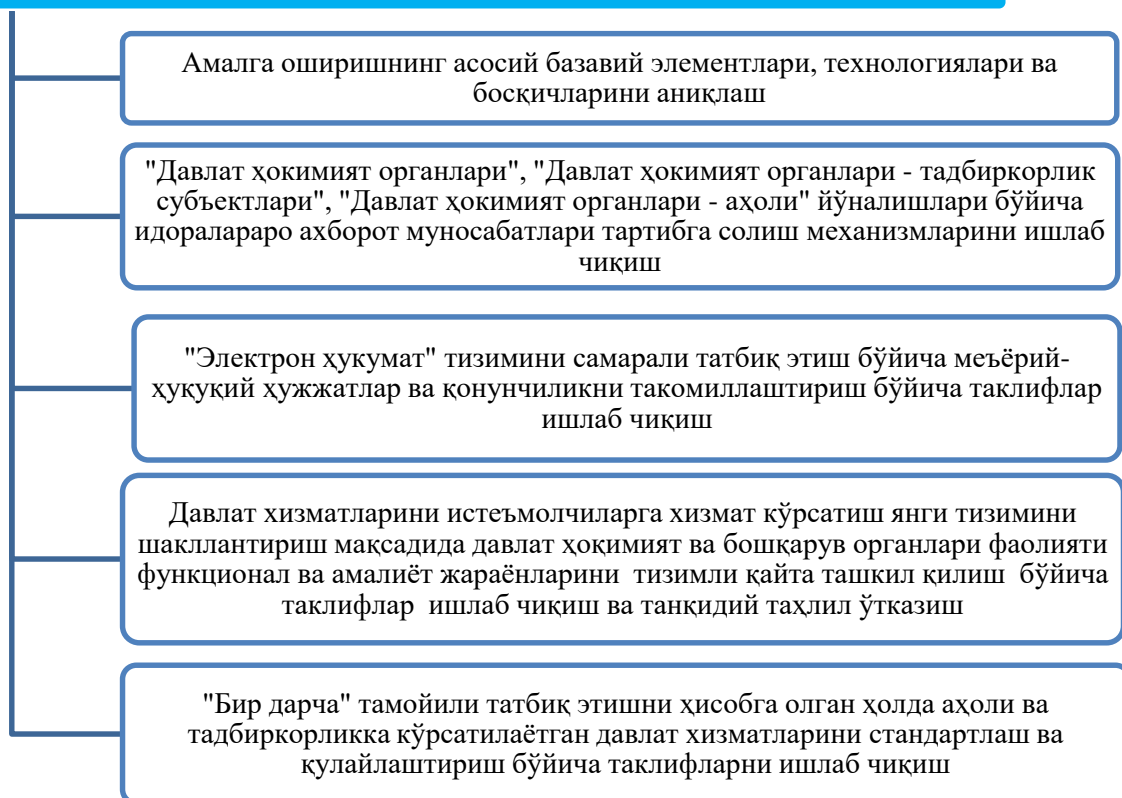 Амалга оширишнинг асосий базавий элементлари, технологиялари ва
босқичларини аниқлаш
"Давлат ҳокимият органлари", "Давлат ҳокимият органлари - тадбиркорлик
субъектлари", "Давлат ҳокимият органлари - аҳоли" йўналишлари бўйича
идоралараро ахборот муносабатлари тартибга солиш механизмларини ишлаб
чиқиш
"Электрон ҳукумат" тизимини самарали татбиқ этиш бўйича меъёрий-
ҳуқуқий ҳужжатлар ва қонунчиликни такомиллаштириш бўйича таклифлар
ишлаб чиқиш
Давлат хизматларини истеъмолчиларга хизмат кўрсатиш янги тизимини
шакллантириш мақсадида давлат ҳоқимият ва бошқарув органлари фаолияти
функционал ва амалиёт жараёнларини тизимли қайта ташкил қилиш бўйича
таклифлар ишлаб чиқиш ва танқидий таҳлил ўтказиш
"Бир дарча" тамойили татбиқ этишни ҳисобга олган ҳолда аҳоли ва
тадбиркорликка кўрсатилаётган давлат хизматларини стандартлаш ва
қулайлаштириш бўйича таклифларни ишлаб чиқиш